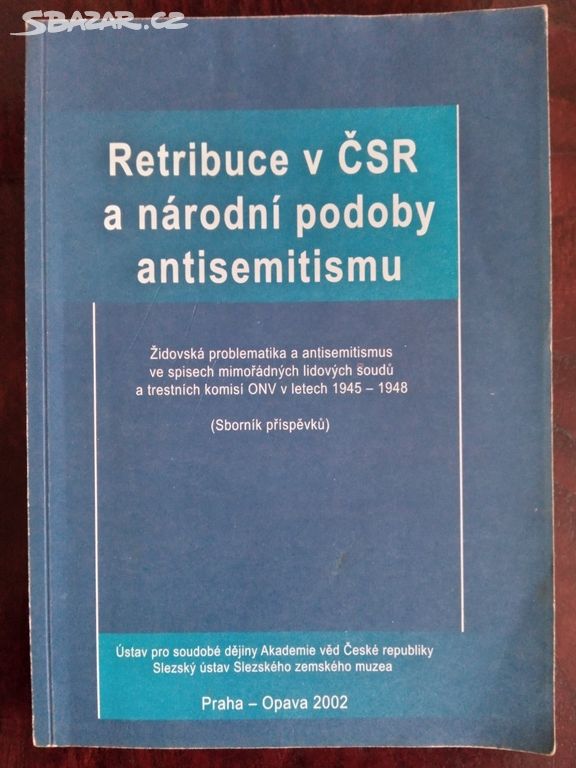 SBAZAR.CZ
Retribuce v ČSR
a národní podoby
antisemitismu
Židovská problematika a antisemitismus
ve spisech mimořádných lidových soudů
a trestních komisí ONV v letech 1945 – 1948
(Sborník příspěvků)
Ústav pro soudobé dějiny Akademie věd České republiky
Slezský ústav Slezského zemského muzea
Praha – Opava 2002